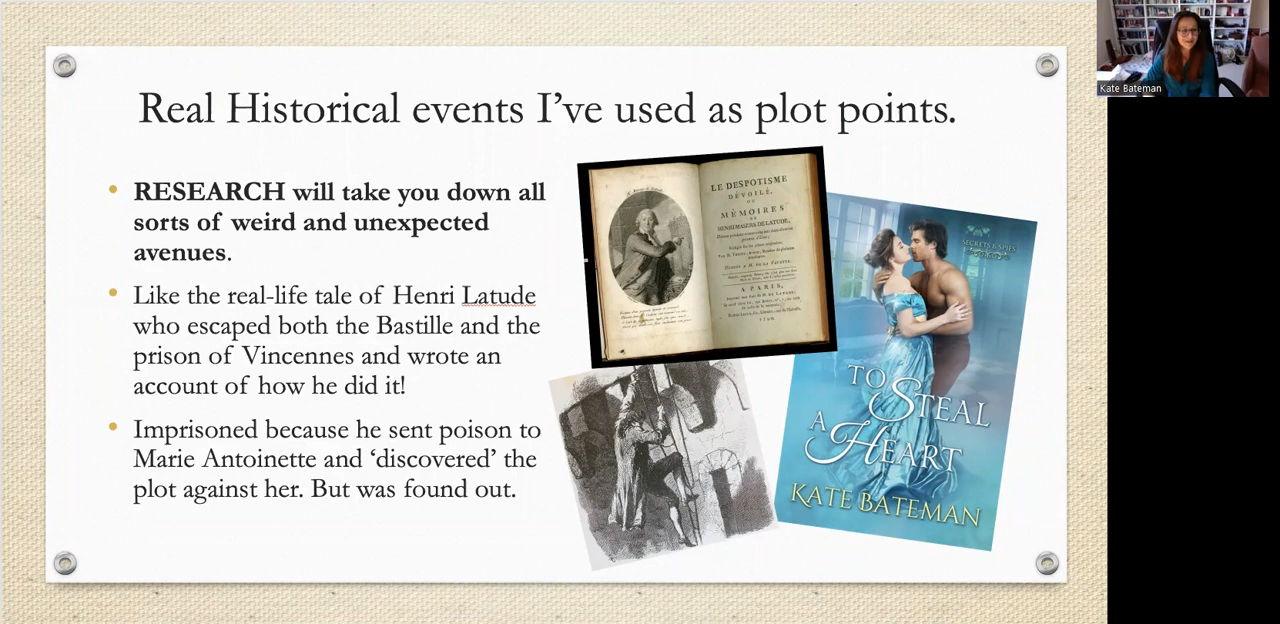 Real Historical events I've used as plot points.
RESEARCH will take you down all
sorts of weird and unexpected
avenues.
Like the real-life tale of Henri Latude
who escaped both the Bastille and the
prison of Vincennes and wrote an
account of how he did it!
Imprisoned because he sent poison to
Marie Antoinette and ‘discovered’ the
plot against her. But was found out.
LE DESPOTISME
DÉVOILÉ,
OU
MÉMOIRES
DE
HENRI MASERS DE LATUDE,
A PARIS,
SECRETS & SPIES
TO STEAL
A HEART
KATE BATEMAN
Kate Bateman